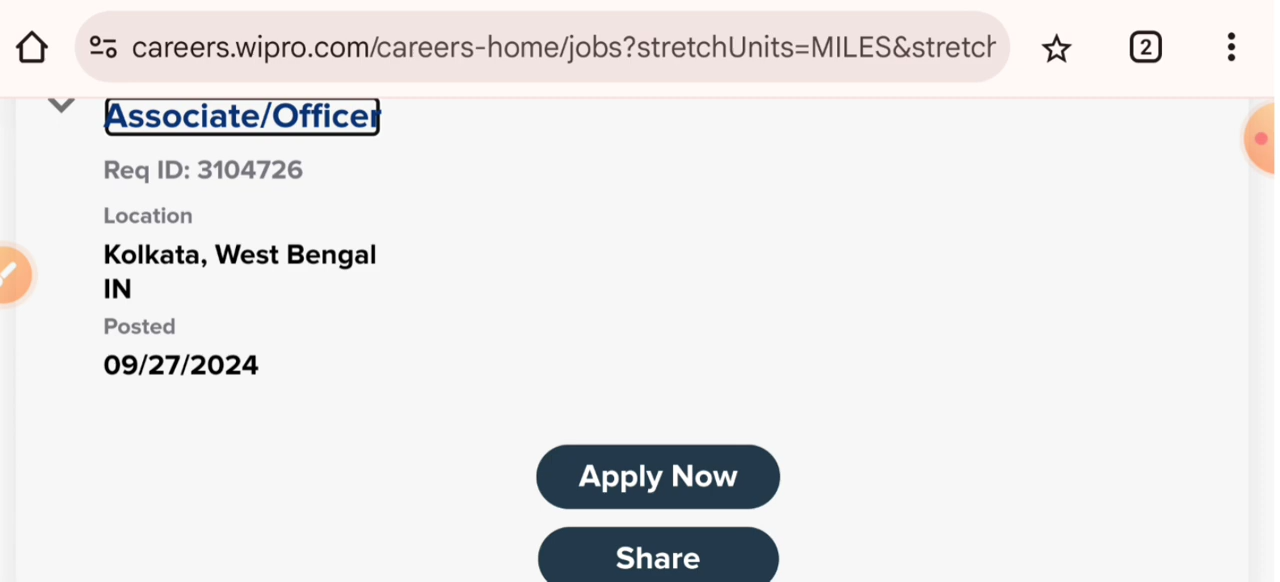 careers.wipro.com/careers-home/jobs?stretchUnits=MILES&stretch
2
Associate/Officer
Req ID: 3104726
Location
Kolkata, West Bengal
IN
Posted
09/27/2024
Apply Now
Share